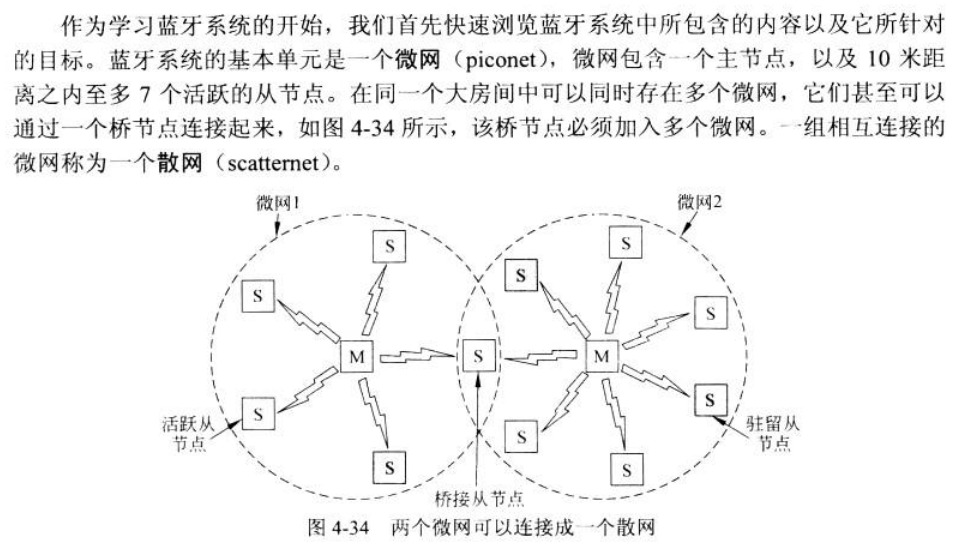 作为学习蓝牙系统的开始，我们首先快速浏览蓝牙系统中所包含的内容以及它所针对
的目标。蓝牙系统的基本单元是一个微网（piconet），微网包含一个主节点，以及 10 米距
离之内至多 7 个活跃的从节点。在同一个大房间中可以同时存在多个微网，它们甚至可以
通过一个桥节点连接起来，如图 4-34 所示，该桥节点必须加入多个微网。一组相互连接的
微网称为一个散网（scatternet）。
微网1
微网2
S
S
S
S
S
M
S
M
S
S
S
S
S
S
活跃从
节点
驻留从
节点
桥接从节点
图 4-34 两个微网可以连接成一个散网